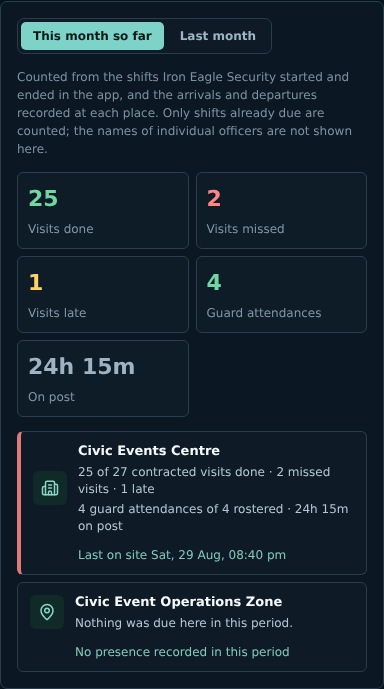 This month so far
Last month
Counted from the shifts Iron Eagle Security started and
ended in the app, and the arrivals and departures
recorded at each place. Only shifts already due are
counted; the names of individual officers are not shown
here.
25
Visits done
2
Visits missed
1
Visits late
4
Guard attendances
24h 15m
On post
Civic Events Centre
25 of 27 contracted visits done · 2 missed
visits · 1 late
4 guard attendances of 4 rostered · 24h 15m
on post
Last on site Sat, 29 Aug, 08:40 pm
Civic Event Operations Zone
Nothing was due here in this period.
No presence recorded in this period